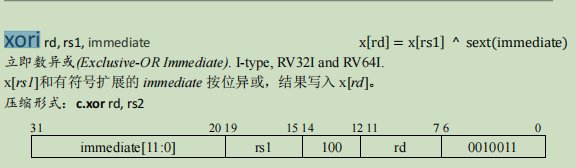 xori rd, rs1, immediate x[rd] = x[rs1] ^ sext(immediate)
立即数异或(Exclusive-OR Immediate). I-type, RV32I and RV64I.
x[rs1]和有符号扩展的 immediate 按位异或，结果写入 x[rd]。
压缩形式：c.xor rd, rs2
31 20 19 15 14 12 11 7 6 0
immediate[11:0] rs1 100 rd 0010011